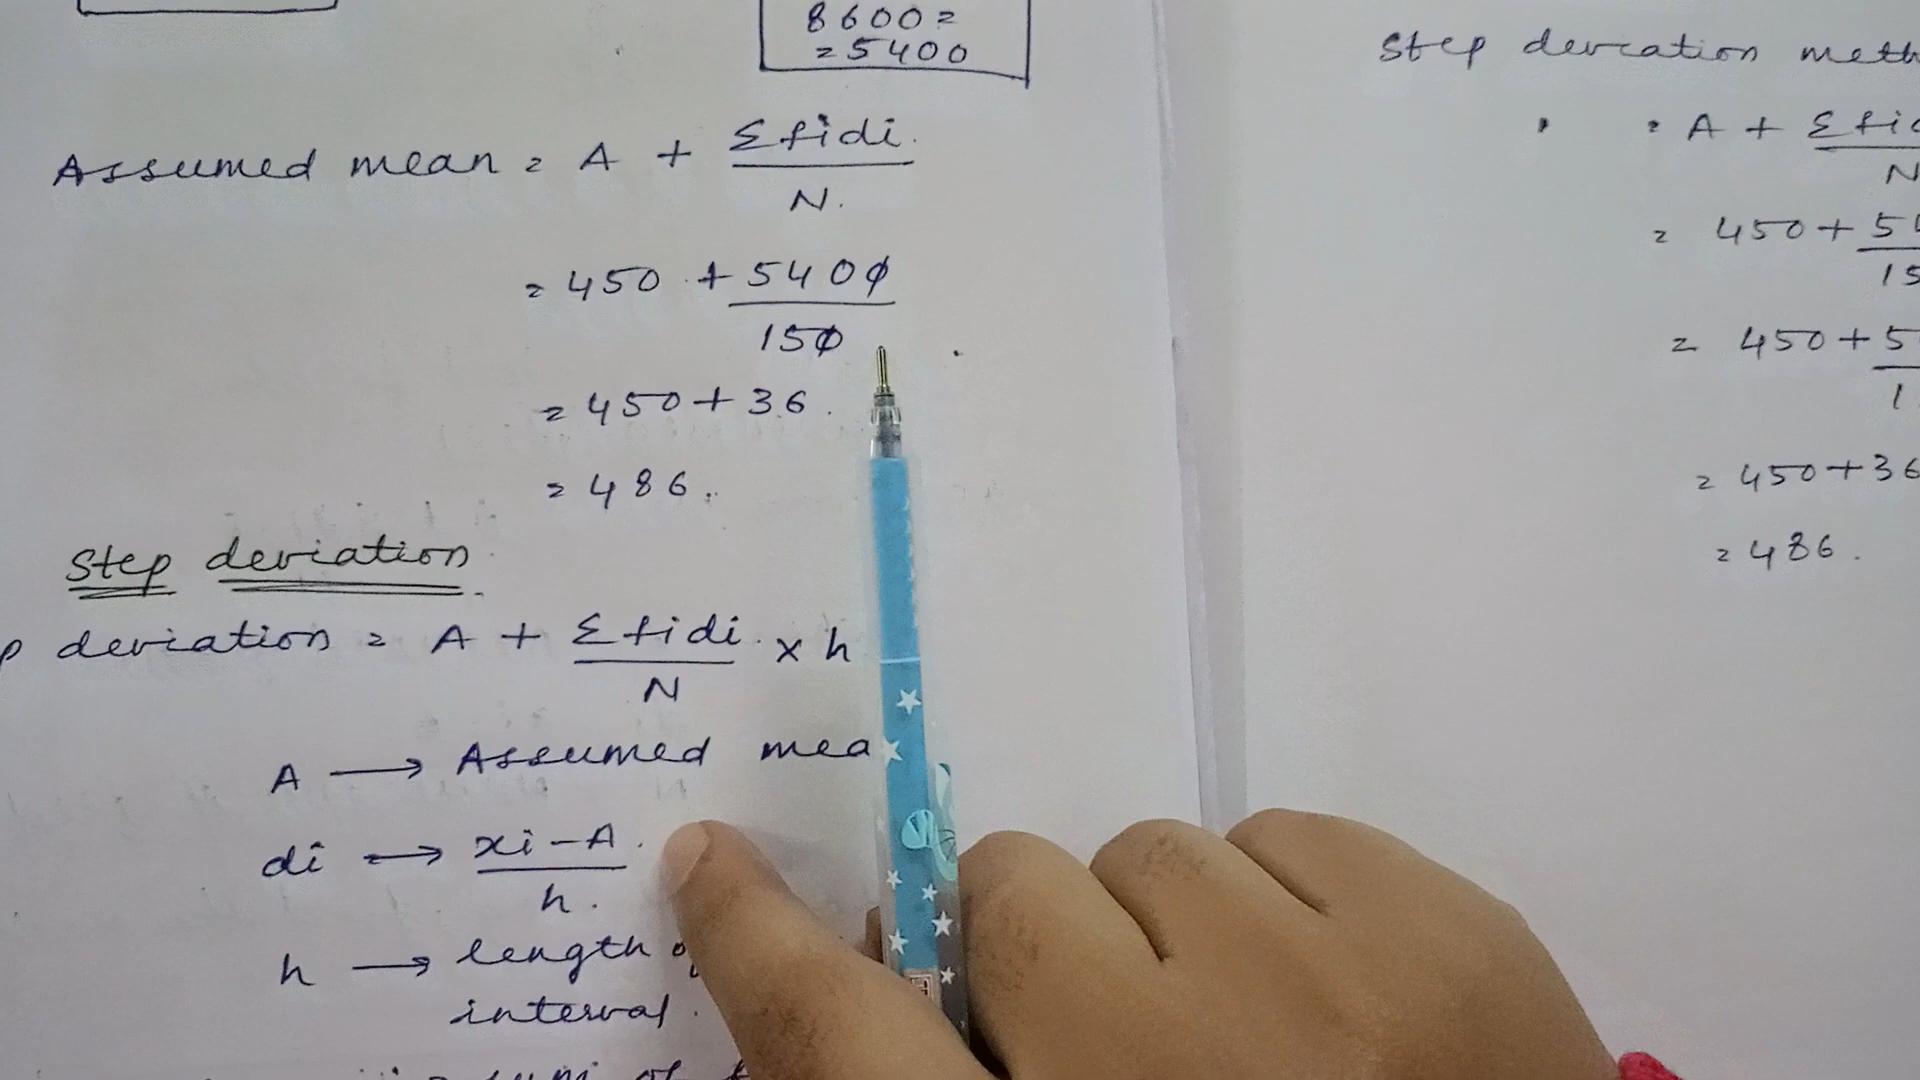 8600=
=5400
Assumed mean = A + Σfidi
N.
= 450 + 5400
150
= 450+36.
= 486.
Step deviation
p deviation = A + Σfidi × h
N
A → Assumed mea
di → xi-A
h.
h → length
interval.
Step deviation meth
= A + Σfid
N
= 450+5
15
= 450+5
1
= 450+36
= 486.